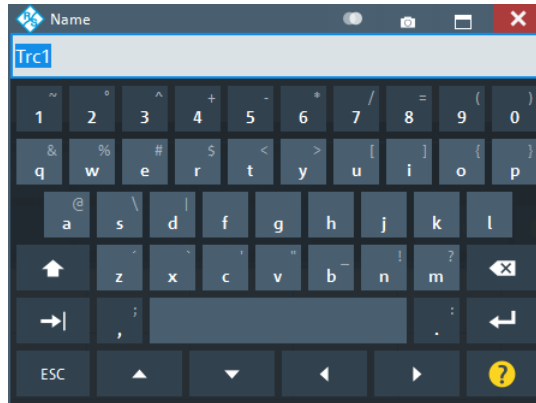 R&S Name
Trc1
~ ° ^ + - * / = ( )
1 2 3 4 5 6 7 8 9 0
& % # $ < > [ ] { }
q w e r t y u i o p
@ \ |
a s d f g h j k l
´ ` ' " _ ! ?
z x c v b n m
; :
, .
ESC ?